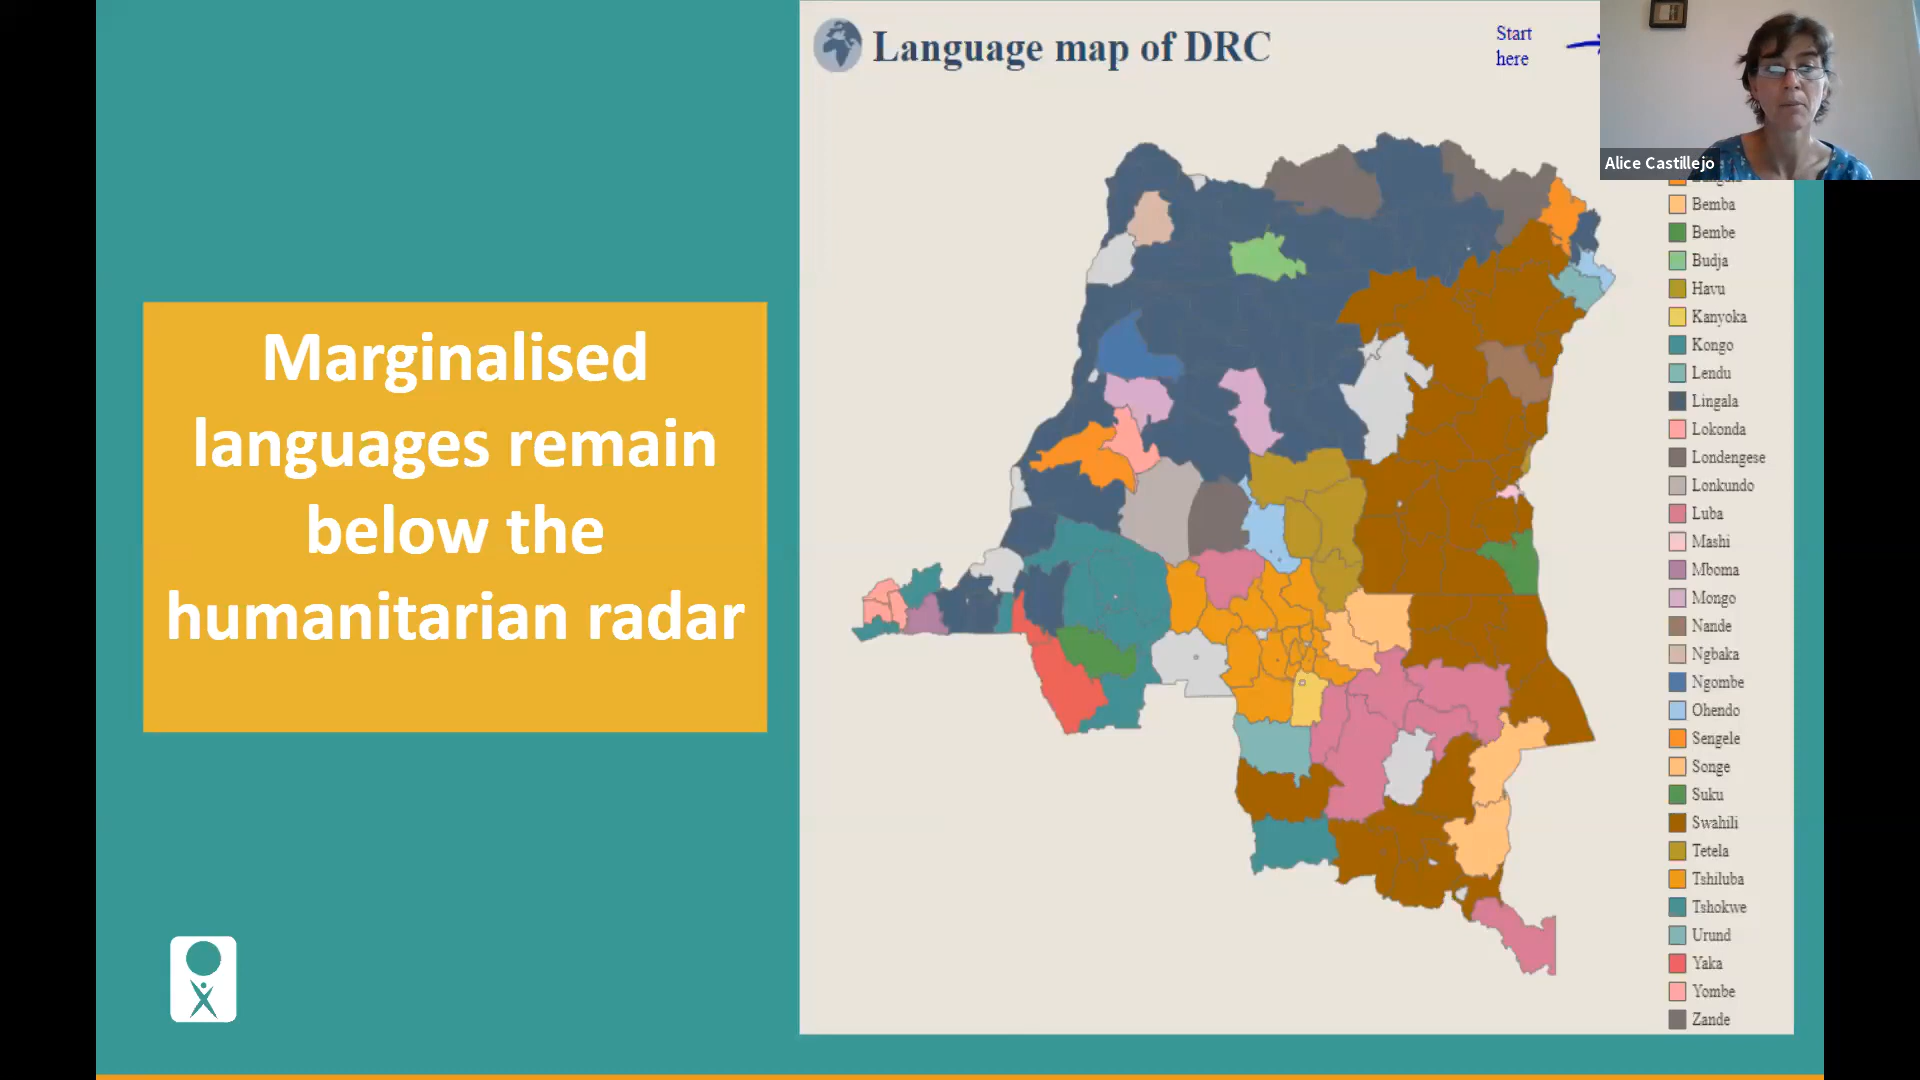 Marginalised
languages remain
below the
humanitarian radar
Language map of DRC
Start
here
Alice Castillejo
Bemba
Bembe
Budja
Havu
Kanyoka
Kongo
Lendu
Lingala
Lokonda
Londengese
Lonkundo
Luba
Mashi
Mboma
Mongo
Nande
Ngbaka
Ngombe
Ohendo
Sengele
Songe
Suku
Swahili
Tetela
Tshiluba
Tshokwe
Urund
Yaka
Yombe
Zande